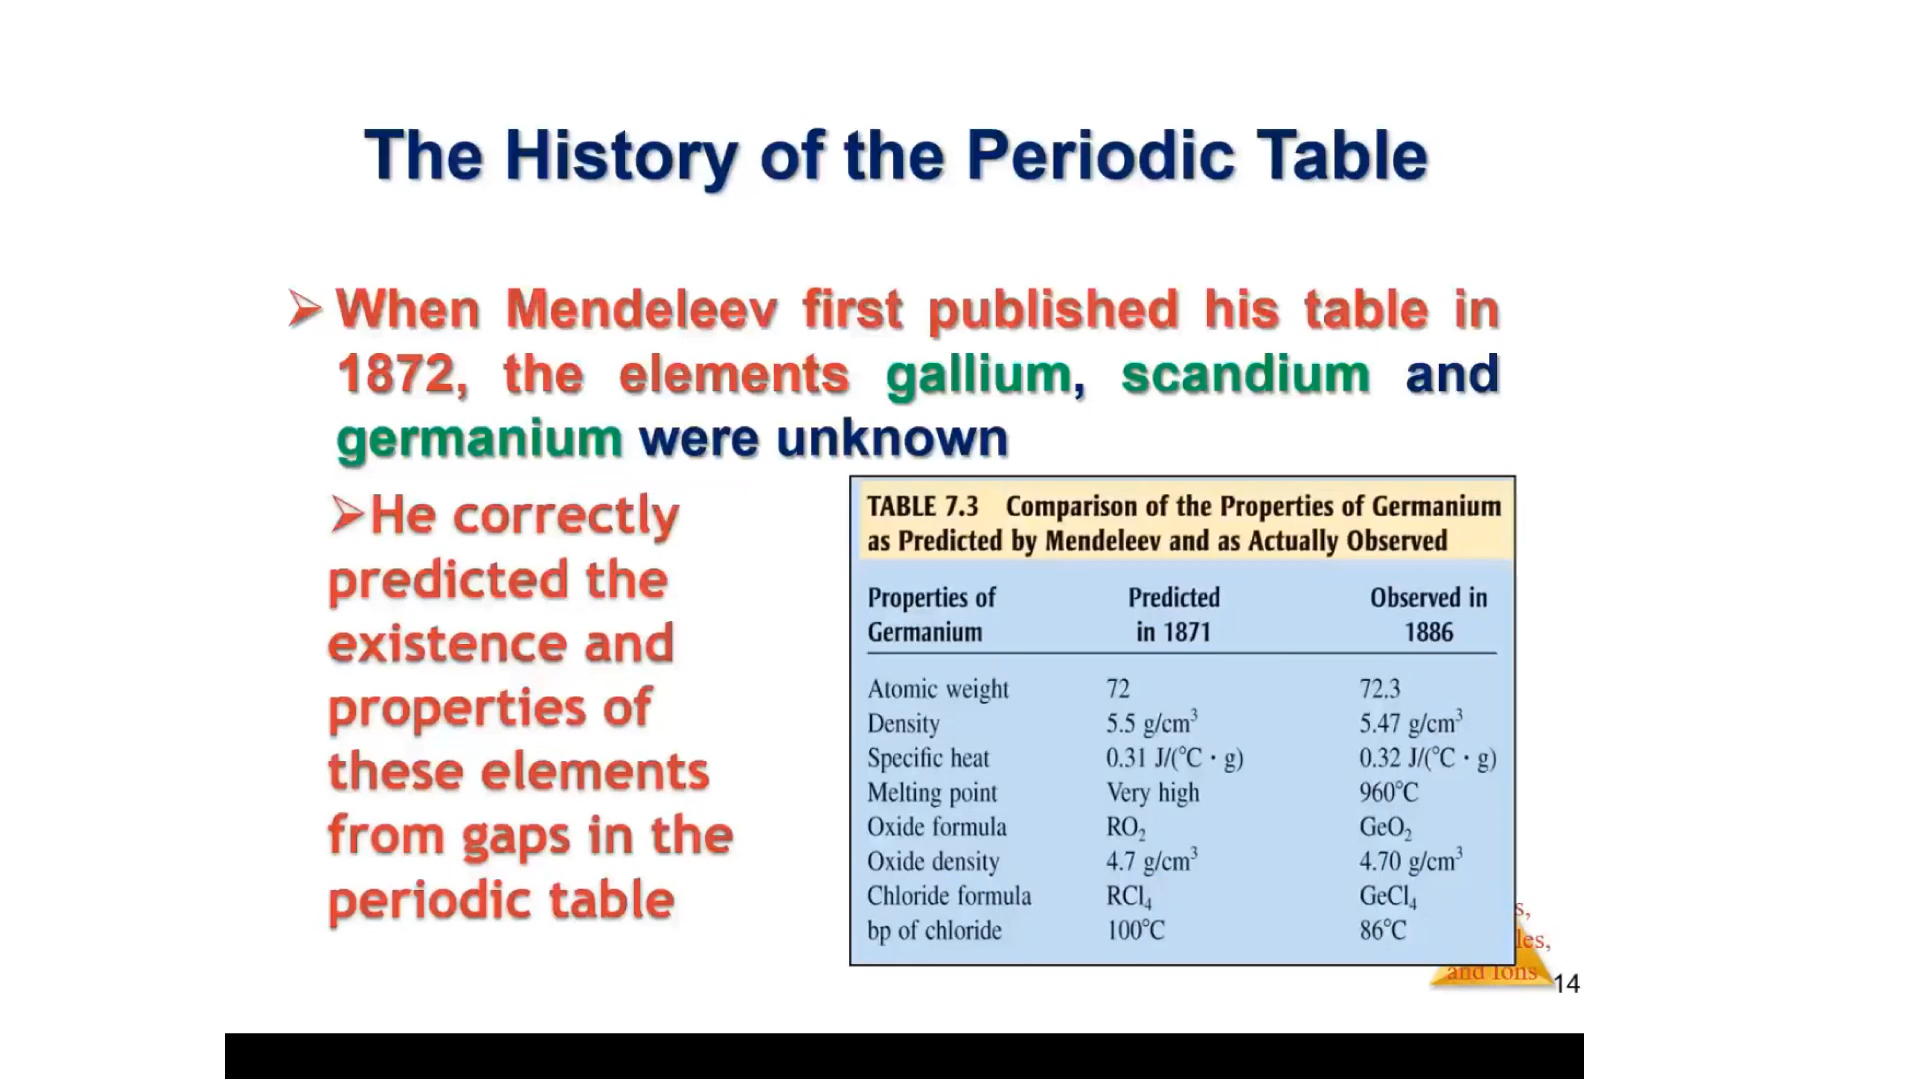 The History of the Periodic Table
➢ When Mendeleev first published his table in
1872, the elements gallium, scandium and
germanium were unknown
➢He correctly
predicted the
existence and
properties of
these elements
from gaps in the
periodic table
TABLE 7.3 Comparison of the Properties of Germanium
as Predicted by Mendeleev and as Actually Observed
Properties of Predicted Observed in
Germanium in 1871 1886
Atomic weight 72 72.3
Density 5.5 g/cm³ 5.47 g/cm³
Specific heat 0.31 J/(°C · g) 0.32 J/(°C · g)
Melting point Very high 960°C
Oxide formula RO₂ GeO₂
Oxide density 4.7 g/cm³ 4.70 g/cm³
Chloride formula RCl₄ GeCl₄
bp of chloride 100°C 86°C
and Ions
14